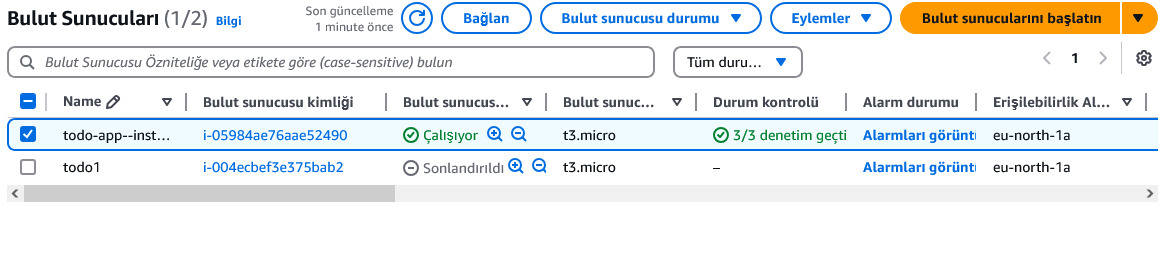 Bulut Sunucuları (1/2) Bilgi
Son güncelleme
1 minute önce
Bağlan
Bulut sunucusu durumu
Eylemler
Bulut sunucularını başlatın
Bulut Sunucusu Özniteliğe veya etikete göre (case-sensitive) bulun
Tüm duru...
1
Name Bulut sunucusu kimliği Bulut sunucus... Bulut sunuc... Durum kontrolü Alarm durumu Erişilebilirlik Al...
todo-app--inst... i-05984ae76aae52490 Çalışıyor t3.micro 3/3 denetim geçti Alarmları görünt eu-north-1a
todo1 i-004ecbef3e375bab2 Sonlandırıldı t3.micro – Alarmları görünt eu-north-1a